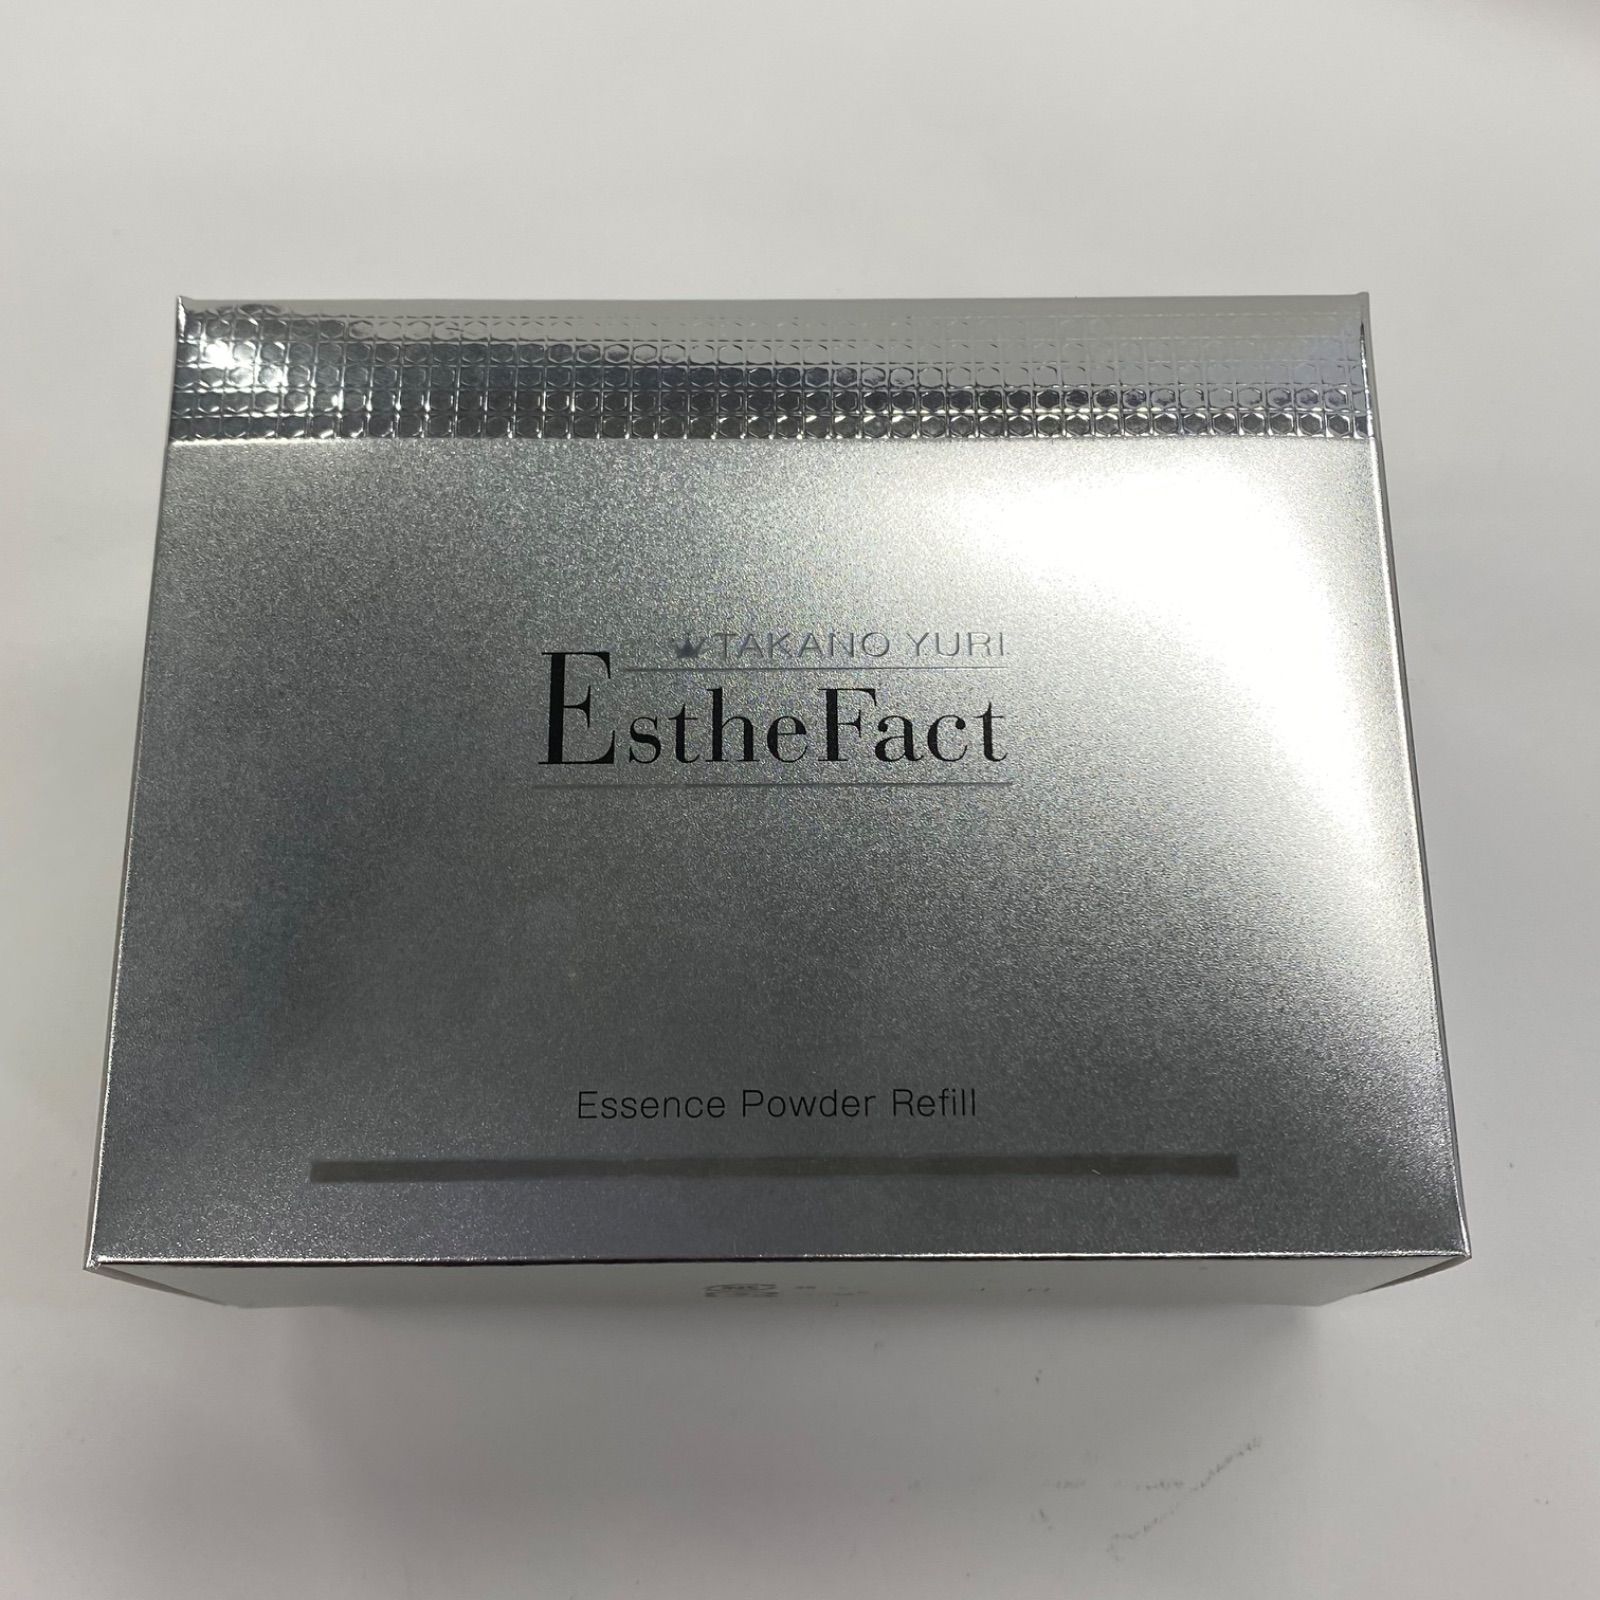 TAKANO YURI
EstheFact
Essence Powder Refill